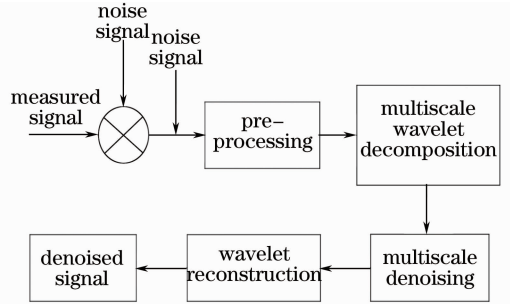 noise
signal
noise
signal
measured
signal
pre-
processing
multiscale
wavelet
decomposition
denoised
signal
wavelet
reconstruction
multiscale
denoising